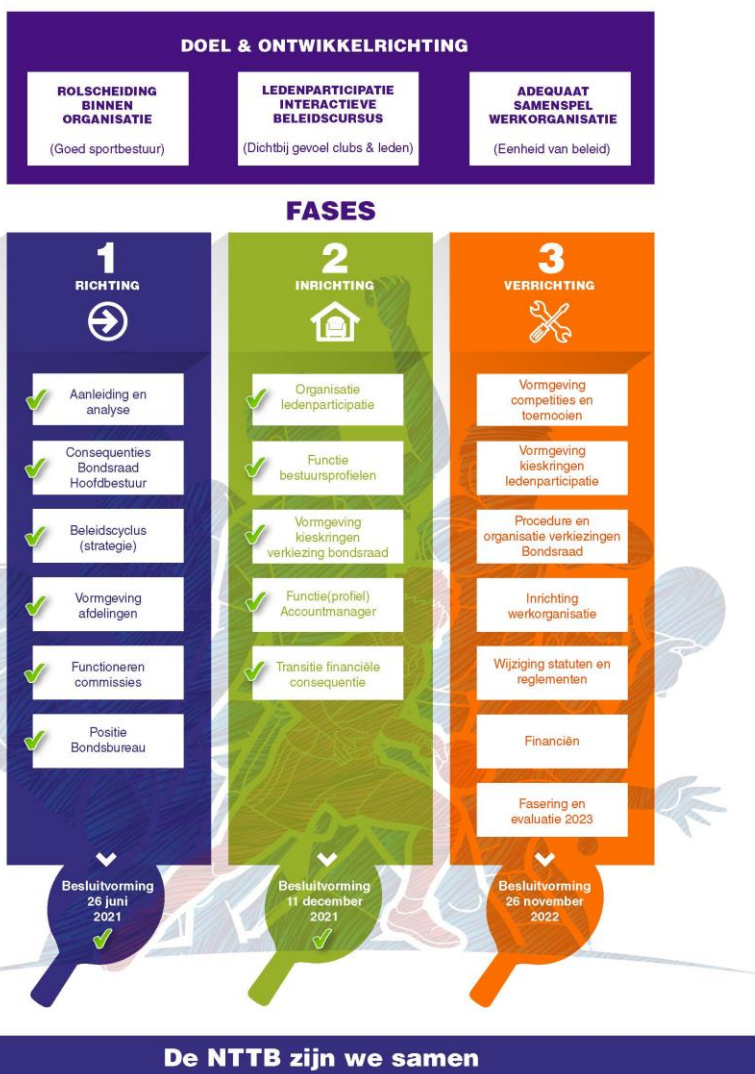 DOEL & ONTWIKKELRICHTING
ROLSCHEIDING
BINNEN
ORGANISATIE
(Goed sportbestuur)
LEDENPARTICIPATIE
INTERACTIEVE
BELEIDSCURSUS
(Dichtbij gevoel clubs & leden)
ADEQUAAT
SAMENSPEL
WERKORGANISATIE
(Eenheid van beleid)
FASES
1
RICHTING
Aanleiding en
analyse
Consequenties
Bondsraad
Hoofdbestuur
Beleidscyclus
(strategie)
Vormgeving
afdelingen
Functioneren
commissies
Positie
Bondsbureau
Besluitvorming
26 juni
2021
2
INRICHTING
Organisatie
ledenparticipatie
Functie
bestuursprofielen
Vormgeving
kieskringen
verkiezing bondsraad
Functie(profiel)
Accountmanager
Transitie financiële
consequentie
Besluitvorming
11 december
2021
3
VERRICHTING
Vormgeving
competities en
toernooien
Vormgeving
kieskringen
ledenparticipatie
Procedure en
organisatie verkiezingen
Bondsraad
Inrichting
werkorganisatie
Wijziging statuten en
reglementen
Financiën
Fasering en
evaluatie 2023
Besluitvorming
26 november
2022
De NTTB zijn we samen